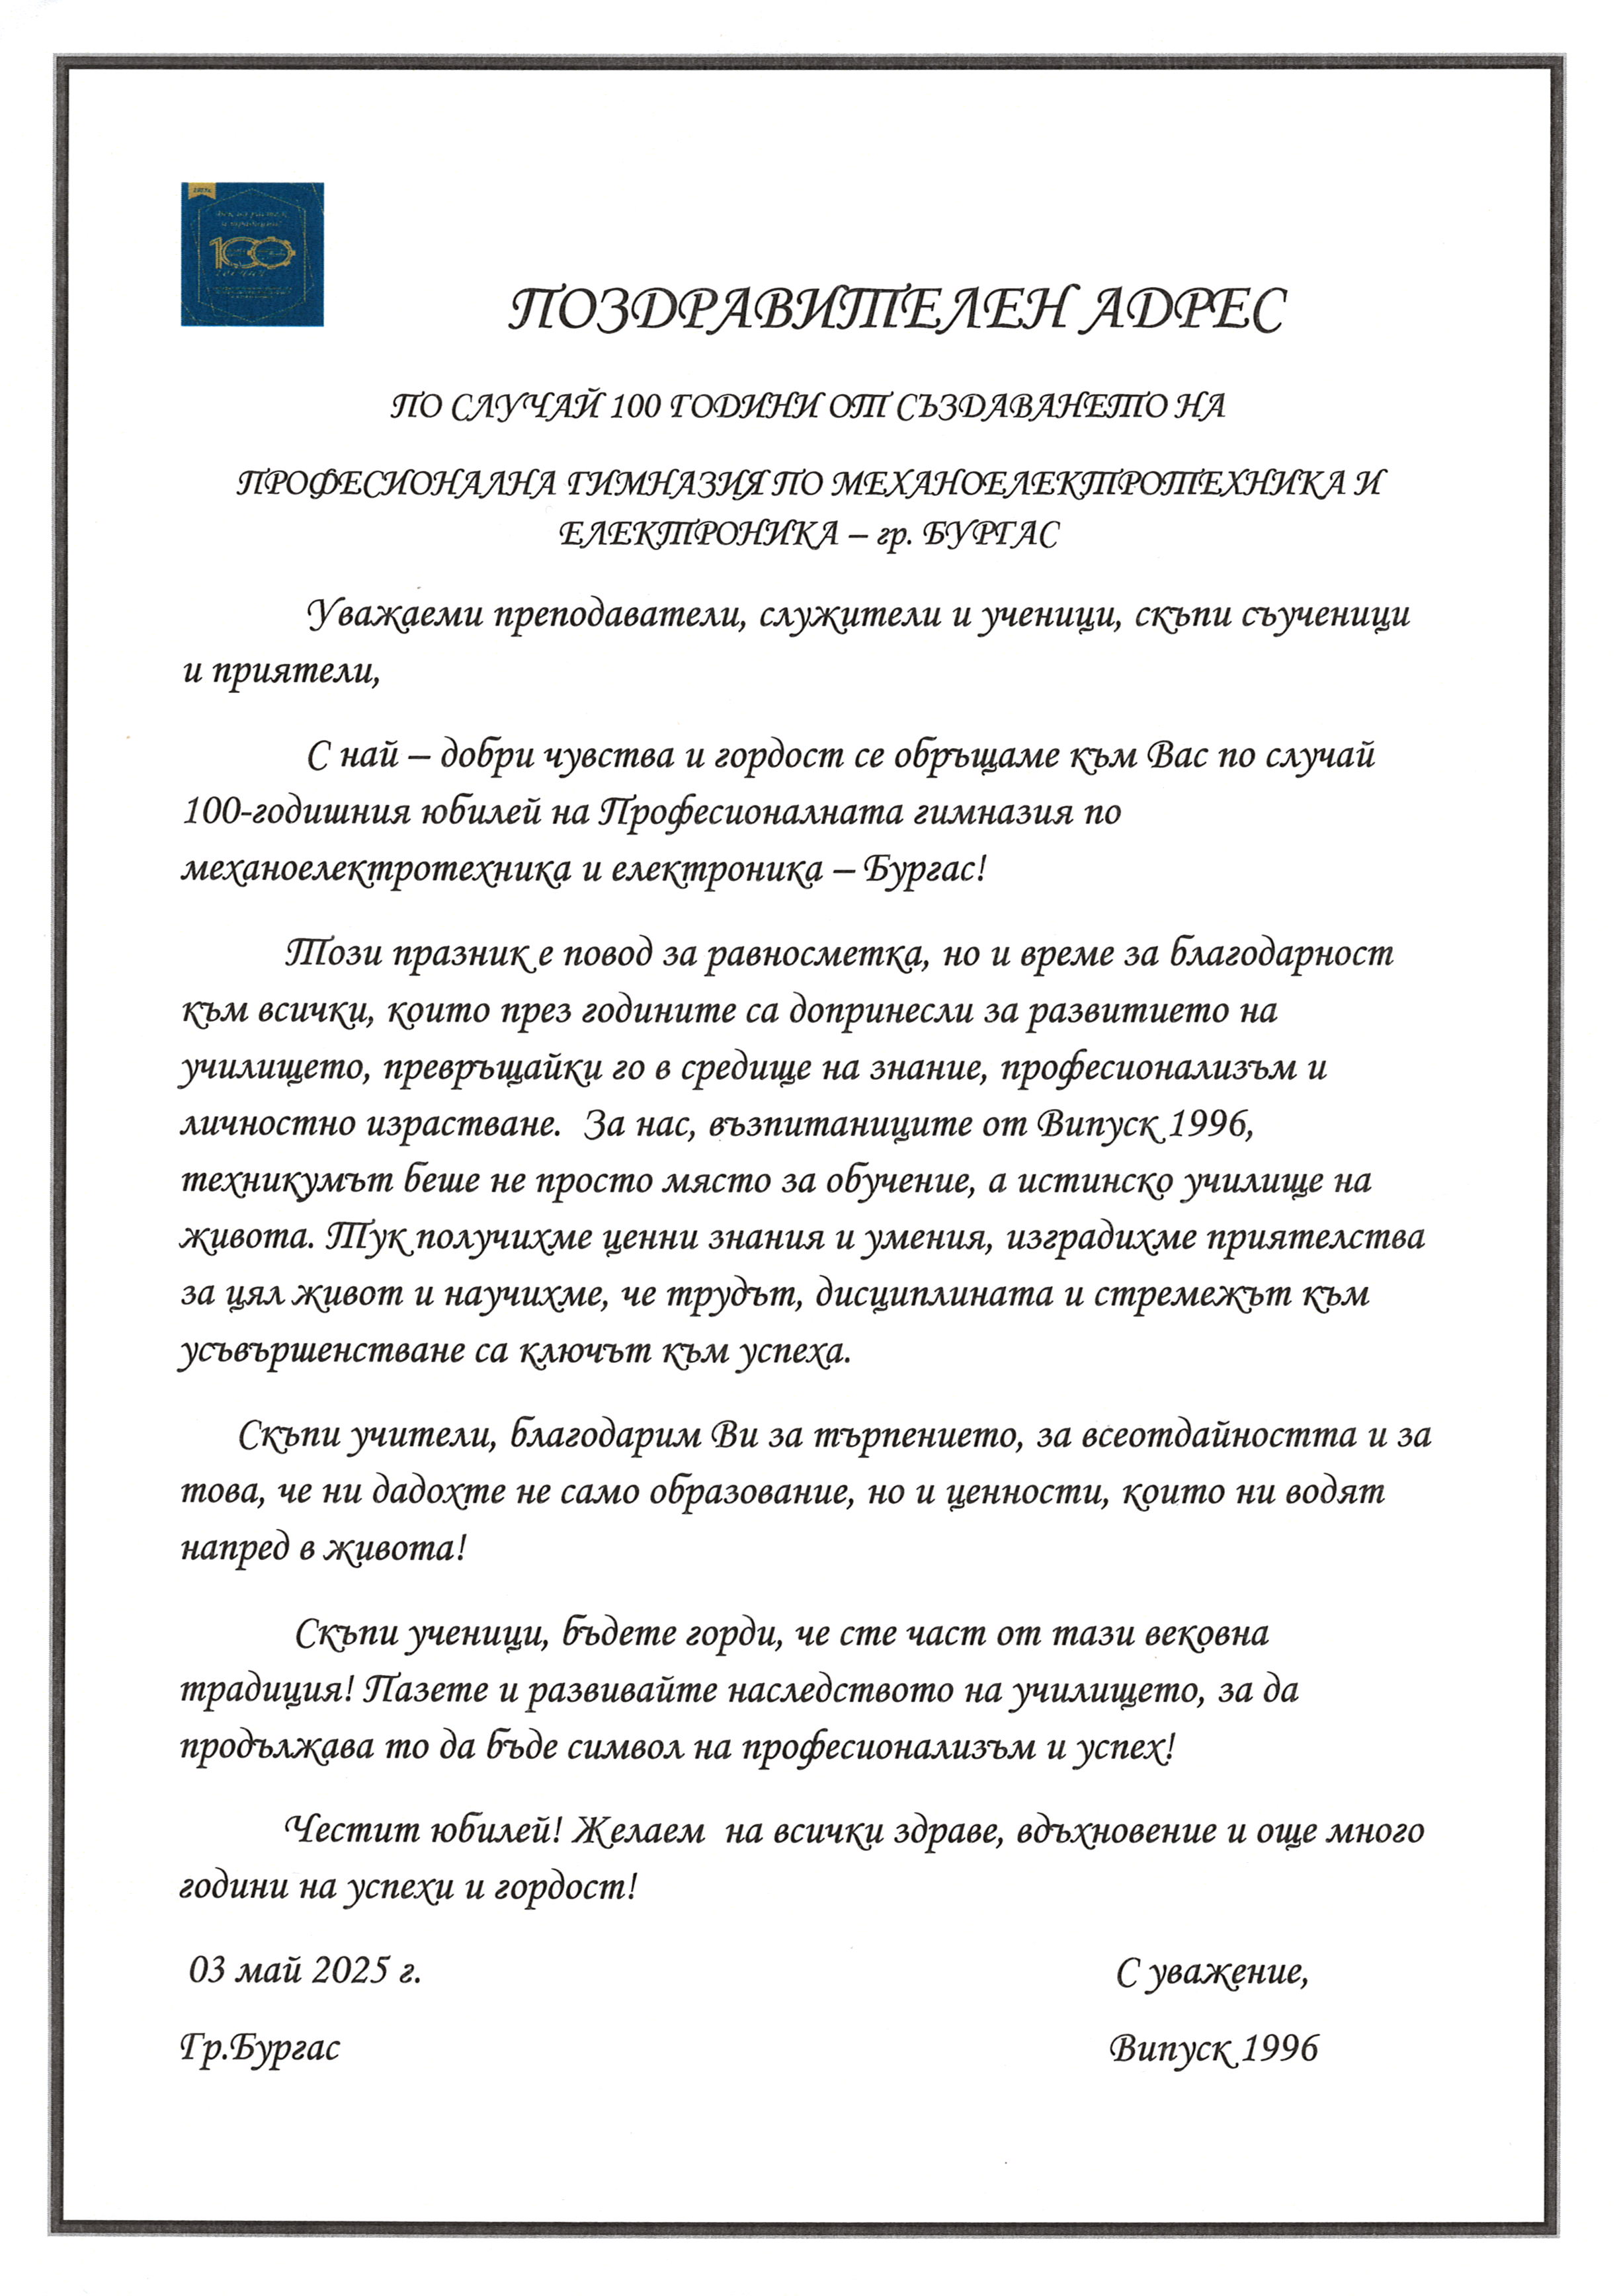 100
ПОЗДРАВИТЕЛЕН АДРЕС
ПО СЛУЧАЙ 100 ГОДИНИ ОТ СЪЗДАВАНЕТО НА
ПРОФЕСИОНАЛНА ГИМНАЗИЯ ПО МЕХАНОЕЛЕКТРОТЕХНИКА И
ЕЛЕКТРОНИКА – гр. БУРГАС
Уважаеми преподаватели, служители и ученици, скъпи съученици
и приятели,
С най – добри чувства и гордост се обръщаме към Вас по случай
100-годишния юбилей на Професионалната гимназия по
механоелектротехника и електроника – Бургас!
Този празник е повод за равносметка, но и време за благодарност
към всички, които през годините са допринесли за развитието на
училището, превръщайки го в средище на знание, професионализъм и
личностно израстване. За нас, възпитаниците от Випуск 1996,
техникумът беше не просто място за обучение, а истинско училище на
живота. Тук получихме ценни знания и умения, изградихме приятелства
за цял живот и научихме, че трудът, дисциплината и стремежът към
усъвършенстване са ключът към успеха.
Скъпи учители, благодарим Ви за търпението, за всеотдайността и за
това, че ни дадохте не само образование, но и ценности, които ни водят
напред в живота!
Скъпи ученици, бъдете горди, че сте част от тази вековна
традиция! Пазете и развивайте наследството на училището, за да
продължава то да бъде символ на професионализъм и успех!
Честит юбилей! Желаем на всички здраве, вдъхновение и още много
години на успехи и гордост!
03 май 2025 г. С уважение,
Гр.Бургас Випуск 1996